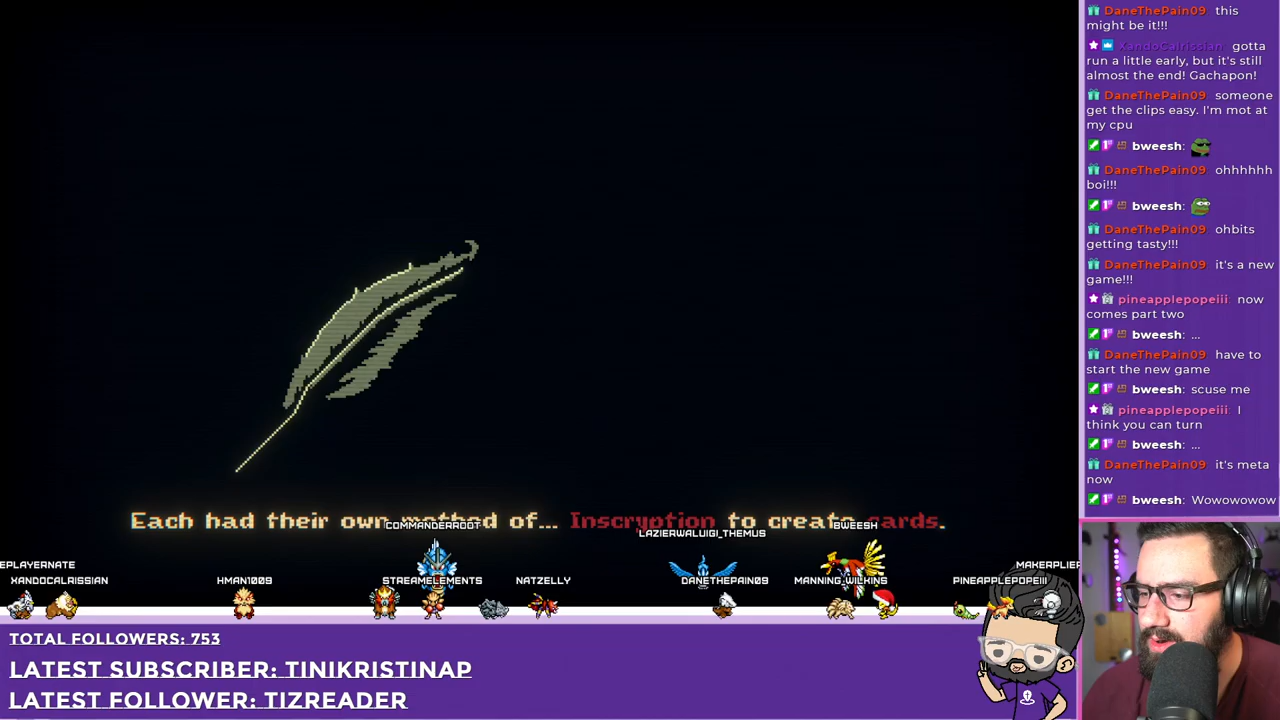 DaneThePain09 this
might be it!!!
XandoCalrissian gotta
run a little early, but it's still
almost the end! Gachapon!
DaneThePain09 someone
get the clips easy. I'm mot at
my cpu
bweesh:
DaneThePain09 ohhhhhh
boi!!!
bweesh:
DaneThePain09 ohbits
getting tasty!!!
DaneThePain09 it's a new
game!!!
pineapplepopeiii now
comes part two
bweesh: ...
DaneThePain09 have to
start the new game
bweesh: scuse me
pineapplepopeiii I
think you can turn
bweesh: ...
DaneThePain09 it's meta
now
bweesh: Wowowowow
Each had their own method of... Inscryption to create cards.
COMMANDERROOT
BWEESH
LAZIERWALUIGI_THEMUS
EPLAYERNATE
MAKERPLIER
XANDOCALRISSIAN
HMAN1009
STREAMELEMENTS
NATZELLY
DANETHEPAIN09
MANNING_WILKINS
PINEAPPLEPOPEIII
TOTAL FOLLOWERS: 753
LATEST SUBSCRIBER: TINIKRISTINAP
LATEST FOLLOWER: TIZREADER